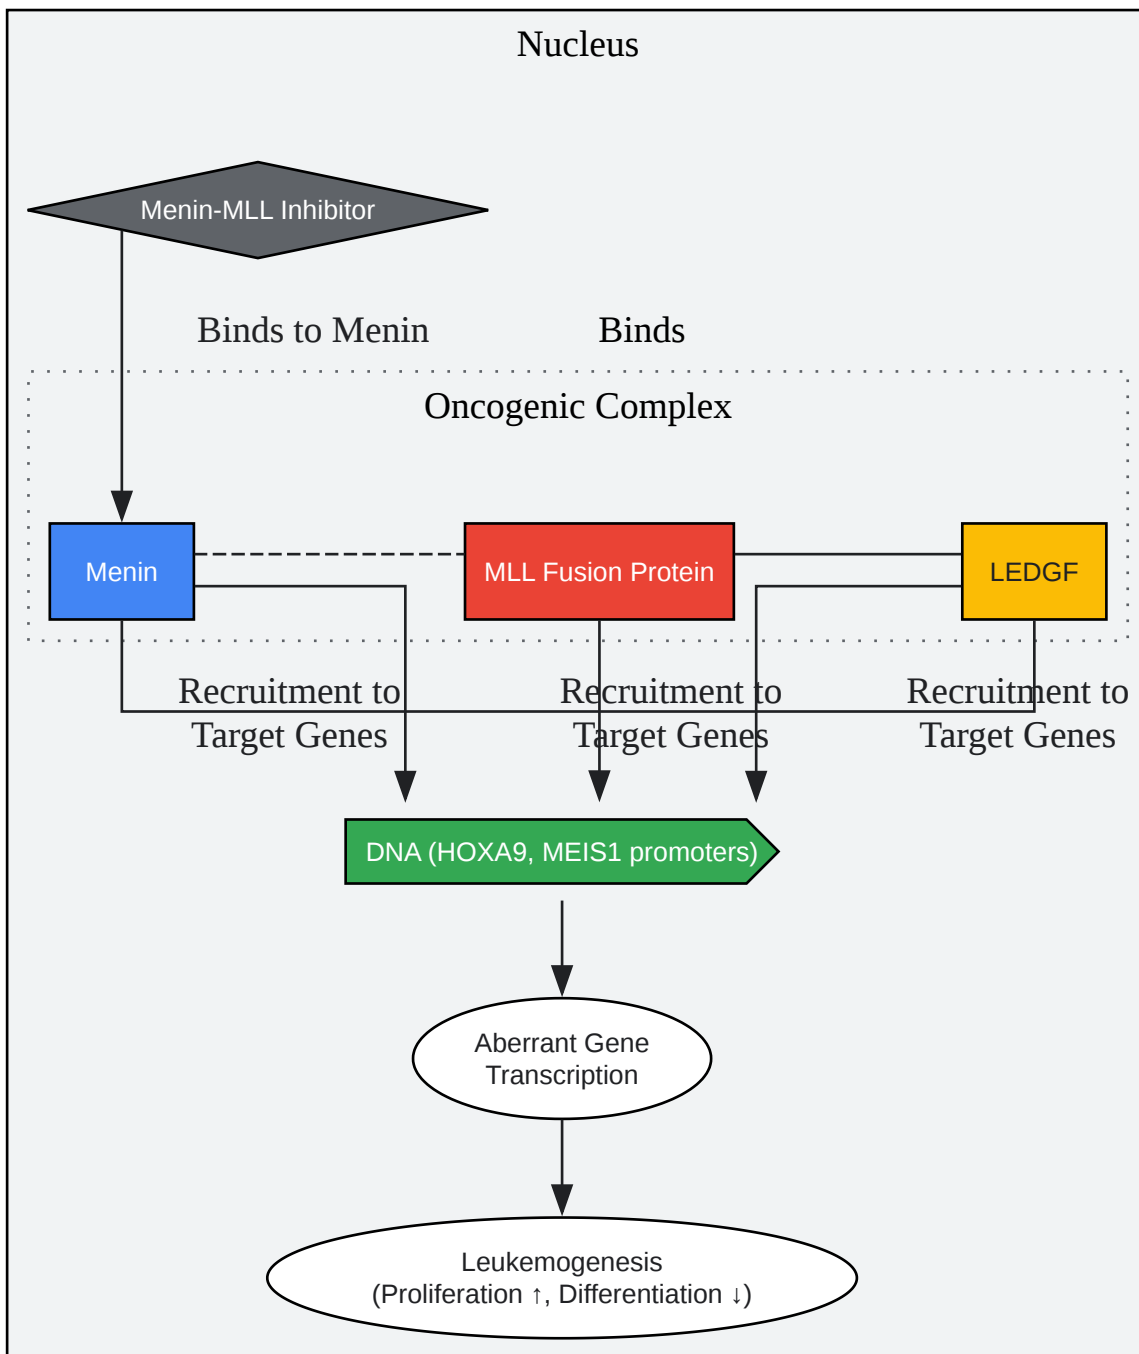 Nucleus
Menin-MLL Inhibitor
Binds to Menin
Binds
Oncogenic Complex
Menin
MLL Fusion Protein
LEDGF
Recruitment to
Target Genes
Recruitment to
Target Genes
Recruitment to
Target Genes
DNA (HOXA9, MEIS1 promoters)
Aberrant Gene
Transcription
Leukemogenesis
(Proliferation ↑, Differentiation ↓)